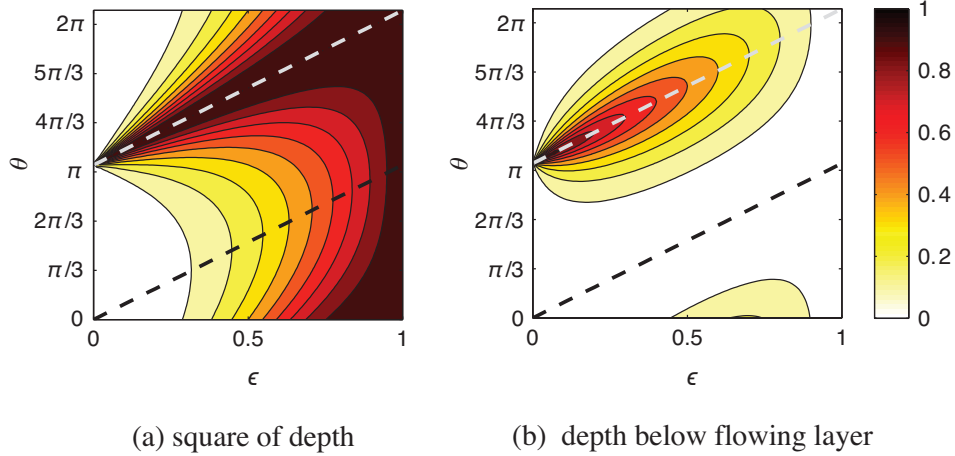 2π
5π/3
4π/3
π
2π/3
π/3
0
θ
0 0.5 1
ϵ
(a) square of depth
2π
5π/3
4π/3
π
2π/3
π/3
0
θ
0 0.5 1
ϵ
(b) depth below flowing layer
1
0.8
0.6
0.4
0.2
0